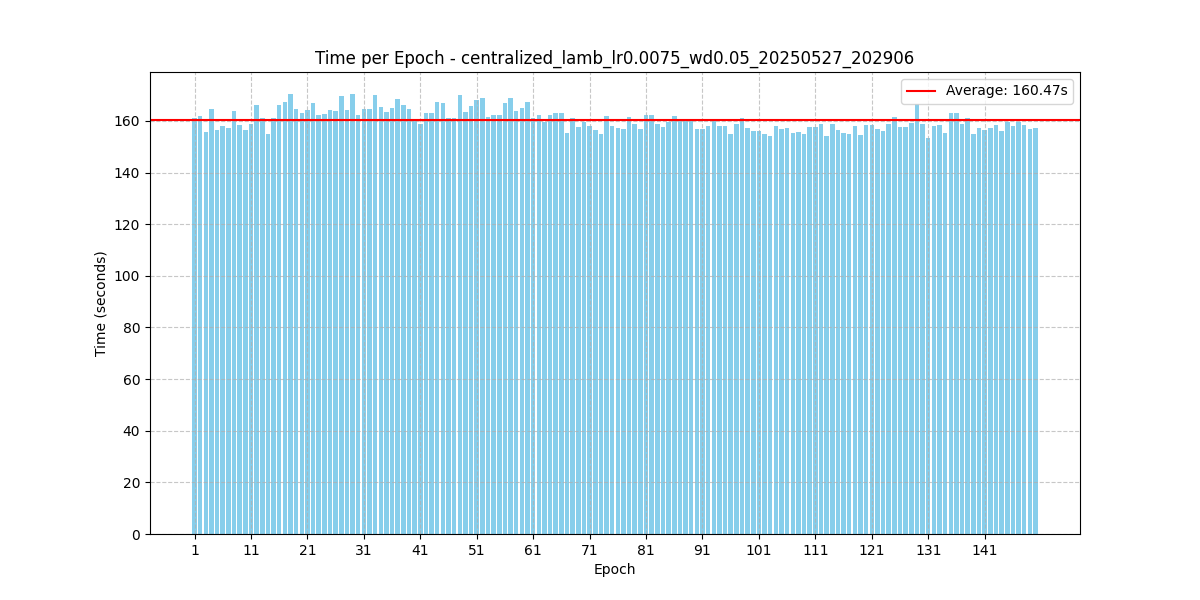 Time per Epoch - centralized_lamb_lr0.0075_wd0.05_20250527_202906
Average: 160.47s
160
140
120
100
80
60
40
20
0
Time (seconds)
1 11 21 31 41 51 61 71 81 91 101 111 121 131 141
Epoch